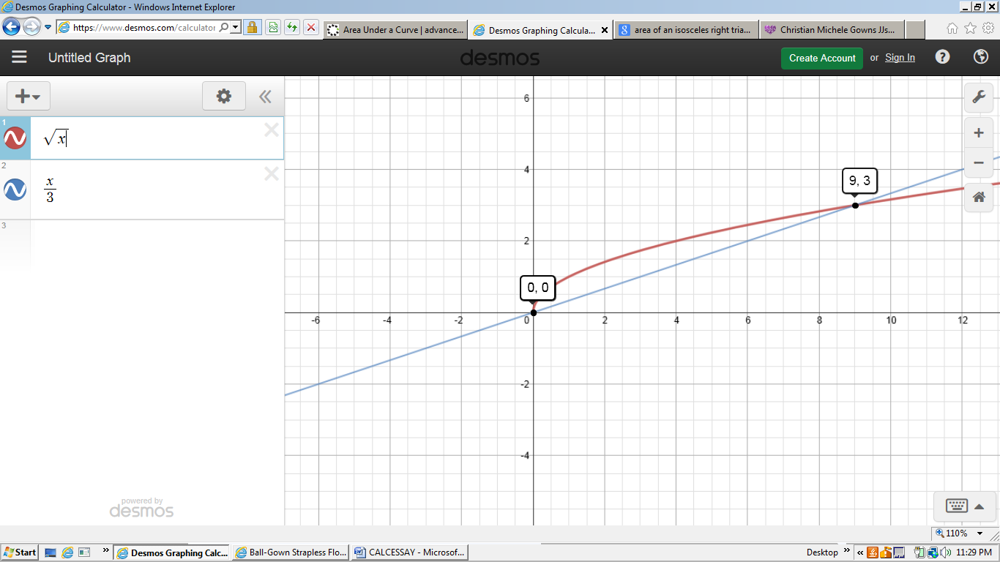 Desmos Graphing Calculator - Windows Internet Explorer
https://www.desmos.com/calculator
Area Under a Curve | advance...
Desmos Graphing Calcula...
area of an isosceles right tria...
Christian Michele Gowns JJs...
Untitled Graph
desmos
Create Account or Sign In
1
√x
2
x
3
3
6
4
2
0
-2
-4
-6 -4 -2 2 4 6 8 10 12
9, 3
0, 0
powered by
desmos
110%
Start
Desmos Graphing Calc...
Ball-Gown Strapless Flo...
CALCESSAY - Microsof...
Desktop
11:29 PM